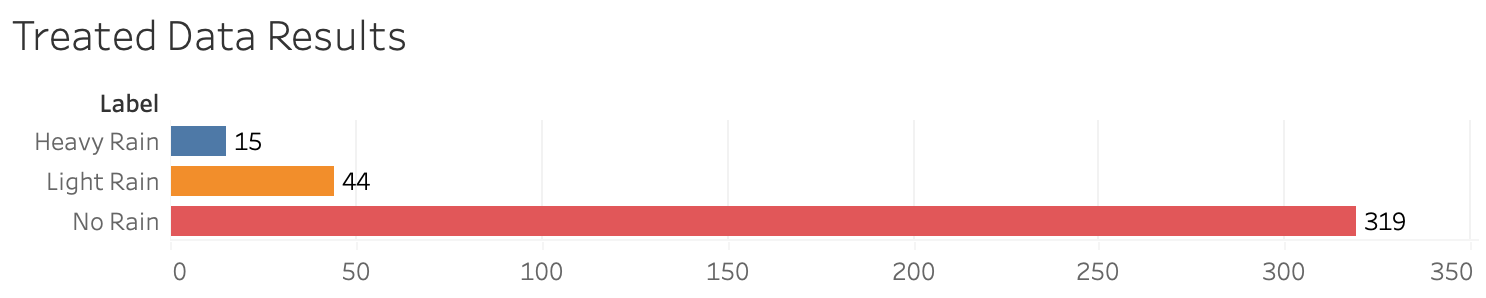 Treated Data Results
Label
Heavy Rain 15
Light Rain 44
No Rain 319
0 50 100 150 200 250 300 350